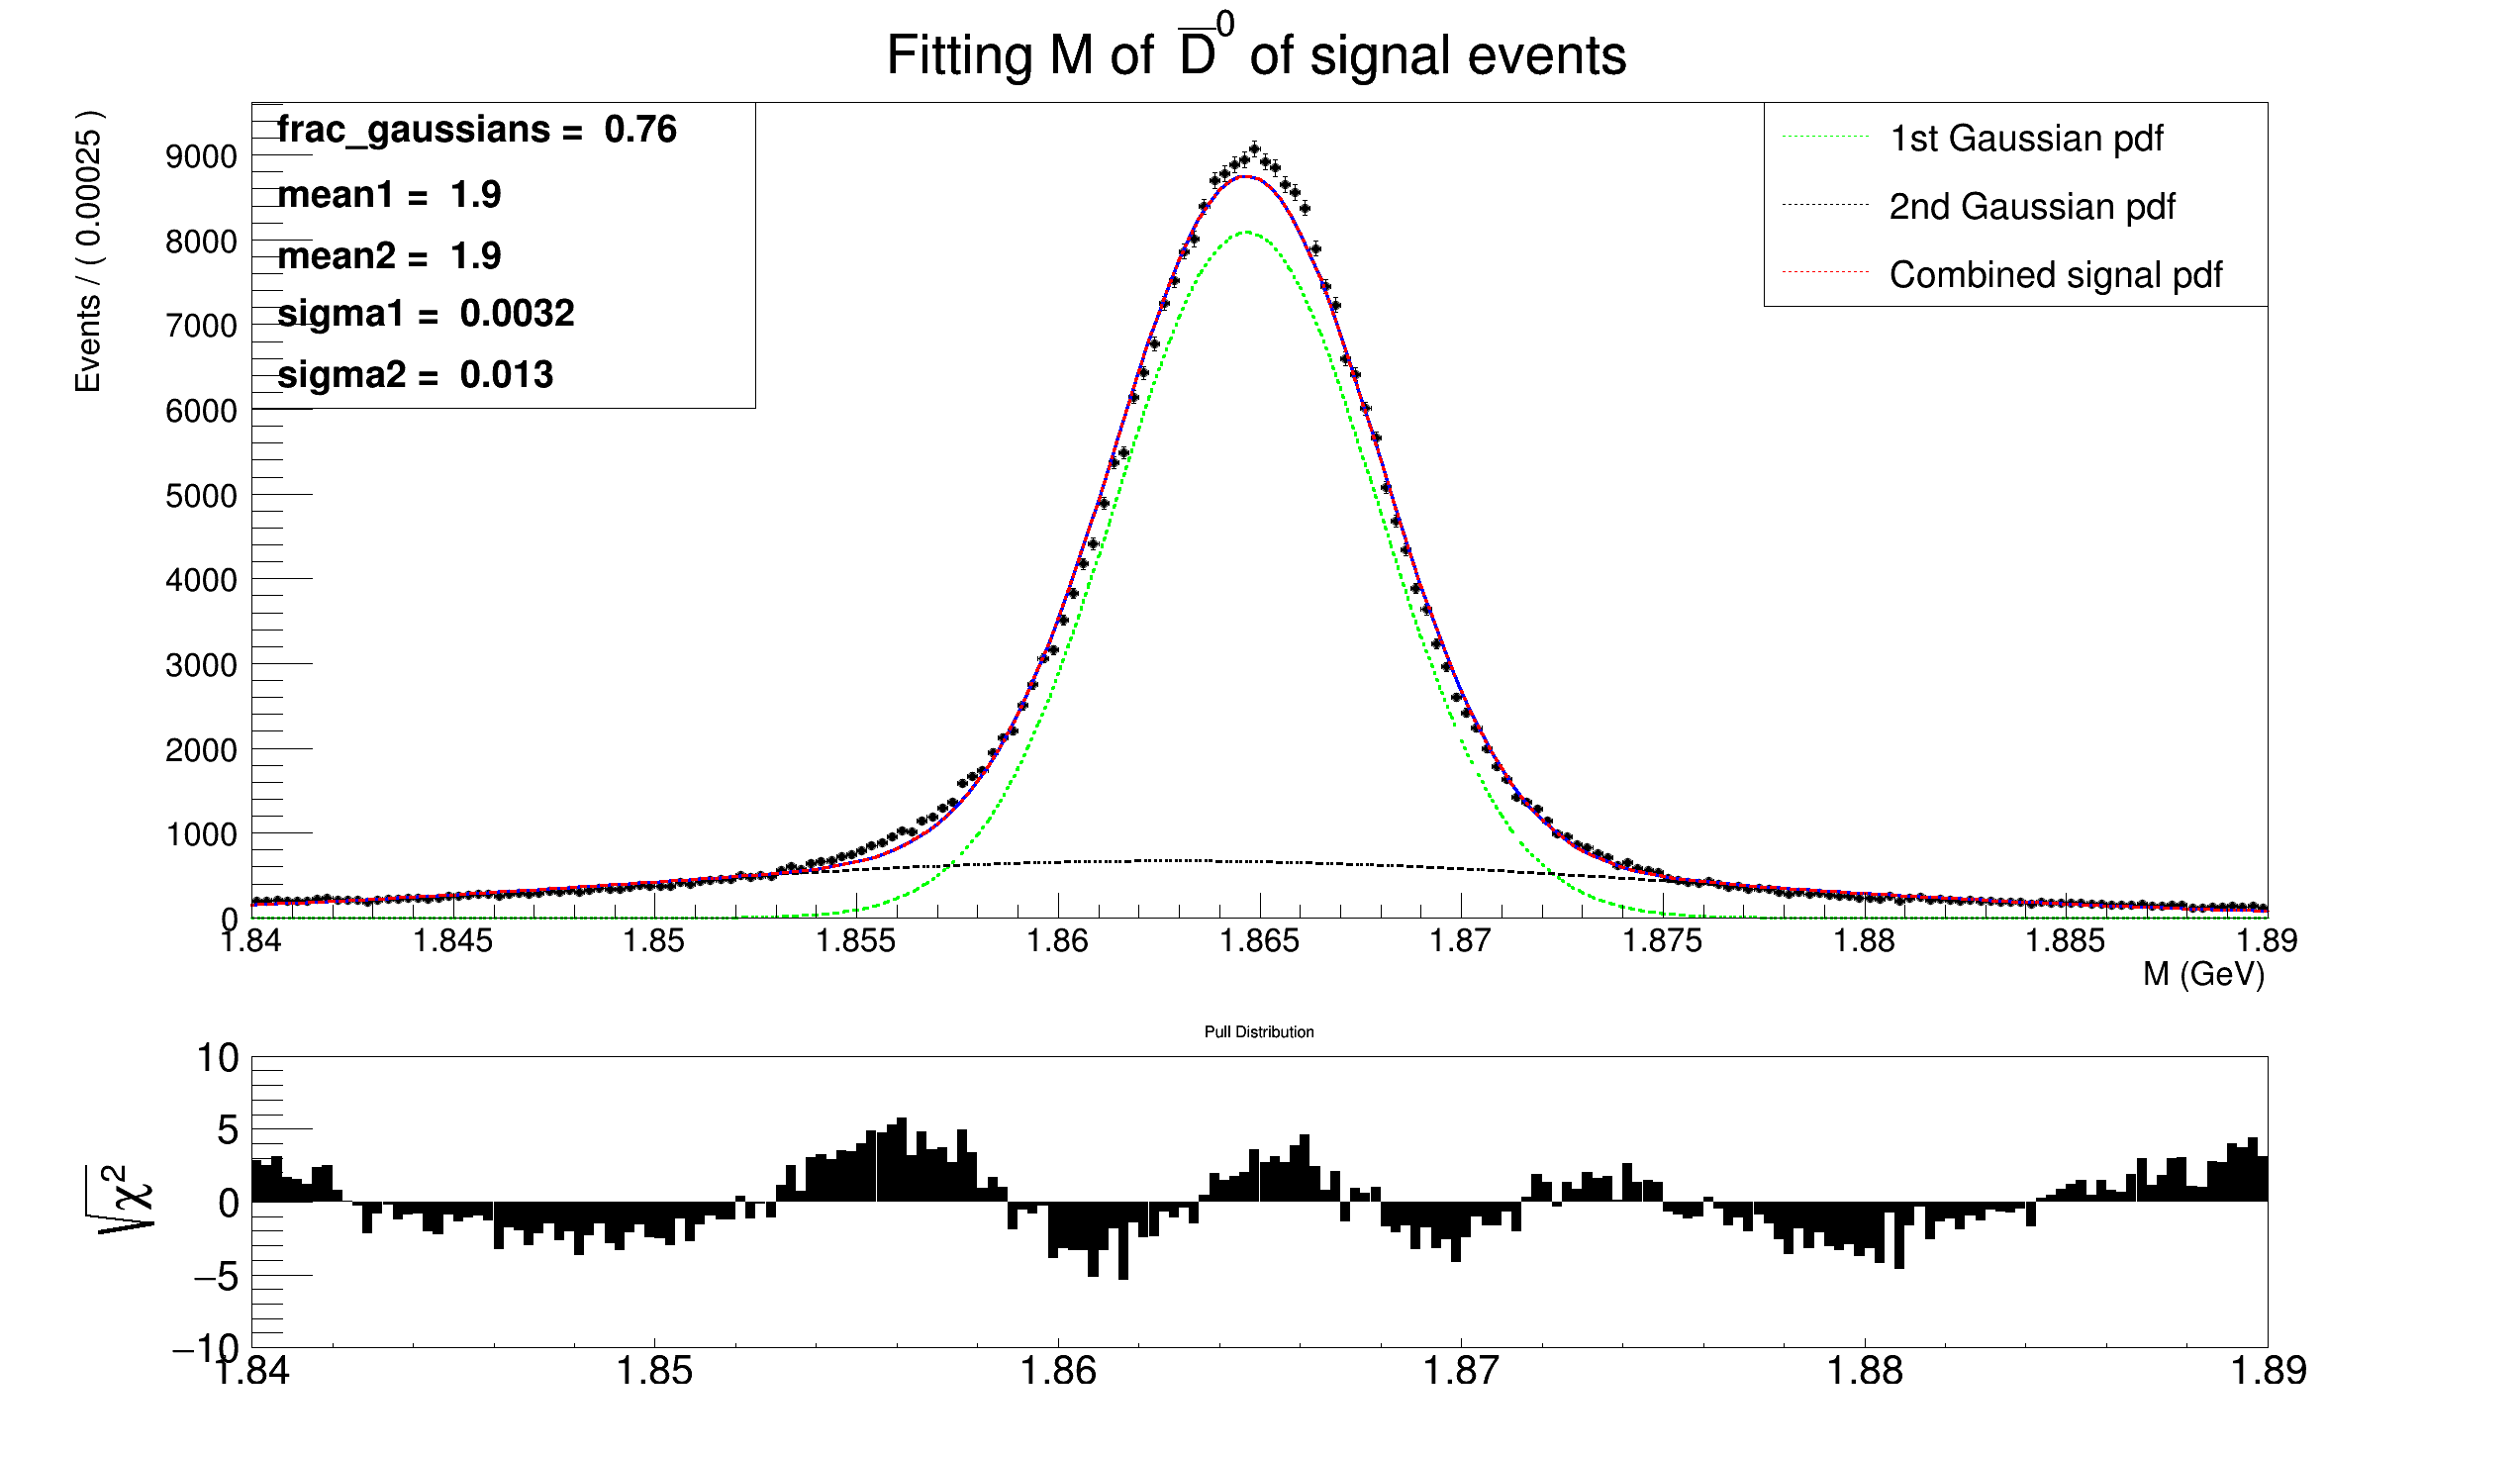 Fitting M of D̅⁰ of signal events
Events / ( 0.00025 )
frac_gaussians = 0.76
mean1 = 1.9
mean2 = 1.9
sigma1 = 0.0032
sigma2 = 0.013
1st Gaussian pdf
2nd Gaussian pdf
Combined signal pdf
9000
8000
7000
6000
5000
4000
3000
2000
1000
0
1.84 1.845 1.85 1.855 1.86 1.865 1.87 1.875 1.88 1.885 1.89
M (GeV)
Pull Distribution
√χ²
10
5
0
−5
−10
1.84 1.85 1.86 1.87 1.88 1.89